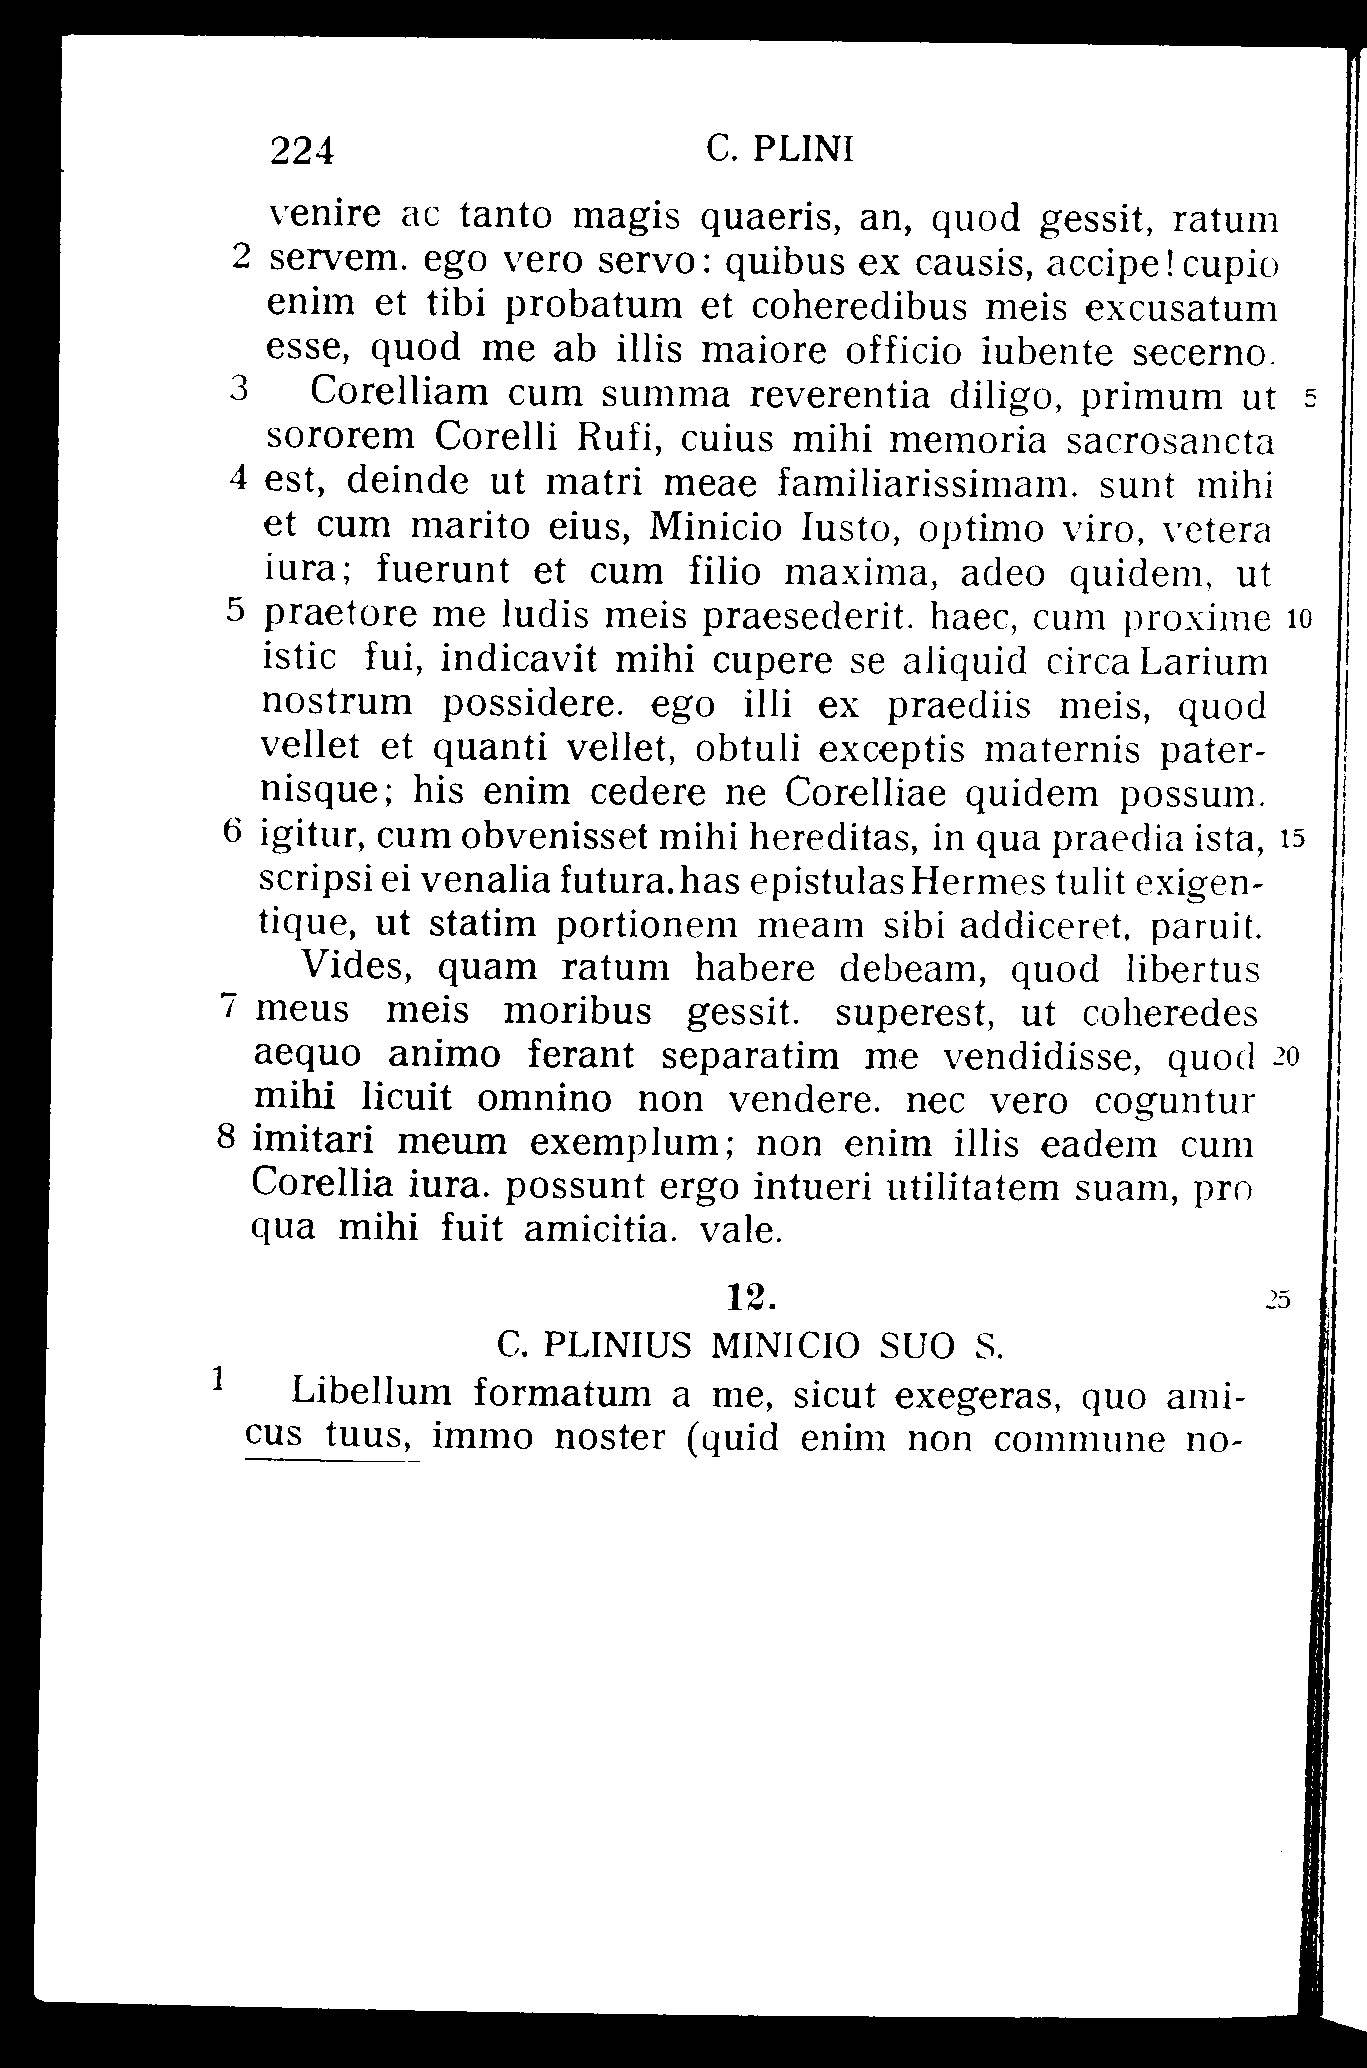 224 C. PLINI
venire ac tanto magis quaeris, an, quod gessit, ratum
2 servem. ego vero servo: quibus ex causis, accipe! cupio
enim et tibi probatum et coheredibus meis excusatum
esse, quod me ab illis maiore officio iubente secerno.
3 Corelliam cum summa reverentia diligo, primum ut 5
sororem Corelli Rufi, cuius mihi memoria sacrosancta
4 est, deinde ut matri meae familiarissimam. sunt mihi
et cum marito eius, Minicio Iusto, optimo viro, vetera
iura; fuerunt et cum filio maxima, adeo quidem, ut
5 praetore me ludis meis praesederit. haec, cum proxime 10
istic fui, indicavit mihi cupere se aliquid circa Larium
nostrum possidere. ego illi ex praediis meis, quod
vellet et quanti vellet, obtuli exceptis maternis pater-
nisque; his enim cedere ne Corelliae quidem possum.
6 igitur, cum obvenisset mihi hereditas, in qua praedia ista, 15
scripsi ei venalia futura. has epistulas Hermes tulit exigen-
tique, ut statim portionem meam sibi addiceret, paruit.
Vides, quam ratum habere debeam, quod libertus
7 meus meis moribus gessit. superest, ut coheredes
aequo animo ferant separatim me vendidisse, quod 20
mihi licuit omnino non vendere. nec vero coguntur
8 imitari meum exemplum; non enim illis eadem cum
Corellia iura. possunt ergo intueri utilitatem suam, pro
qua mihi fuit amicitia. vale.
12. 25
C. PLINIUS MINICIO SUO S.
1 Libellum formatum a me, sicut exegeras, quo ami-
cus tuus, immo noster (quid enim non commune no-